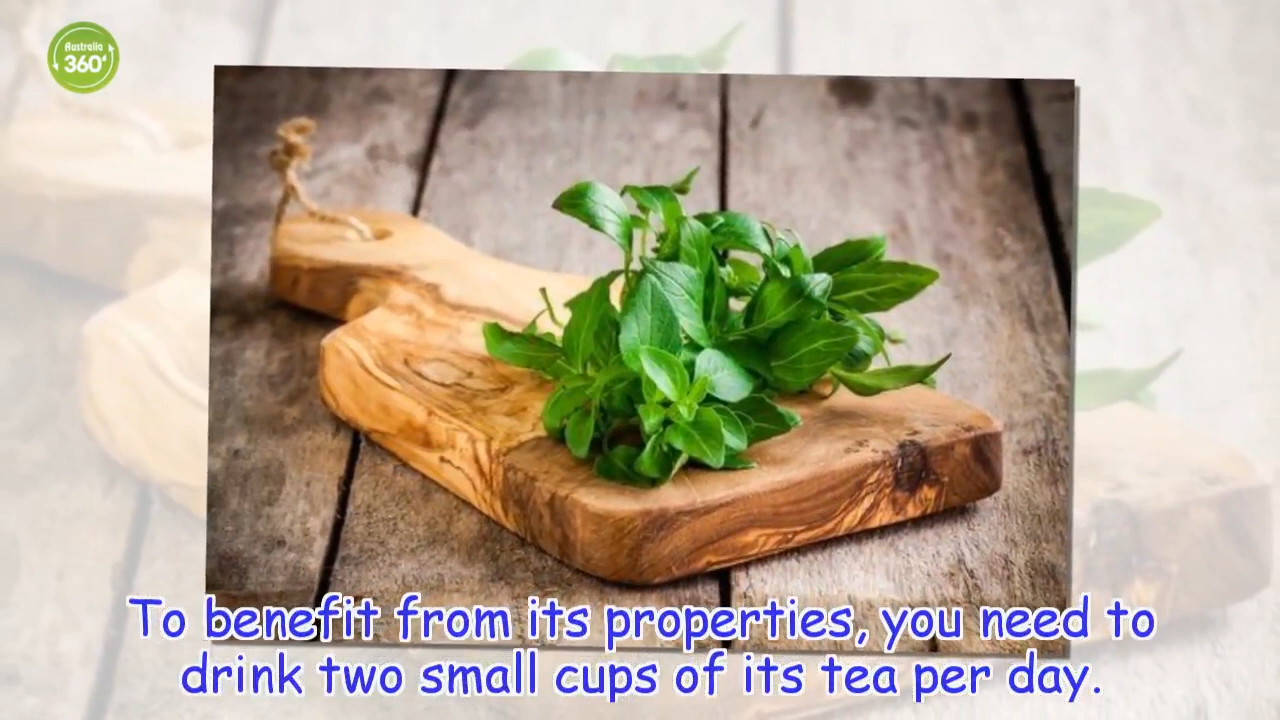 Australia
360°
To benefit from its properties, you need to
drink two small cups of its tea per day.